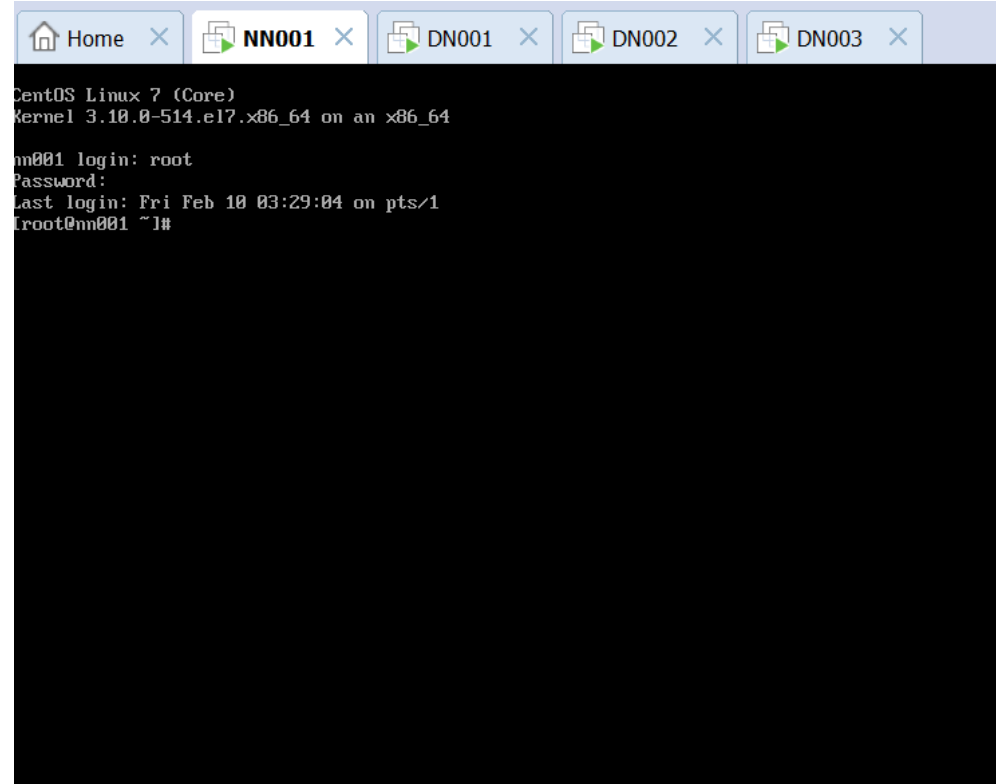 Home NN001 DN001 DN002 DN003
CentOS Linux 7 (Core)
Kernel 3.10.0-514.el7.x86_64 on an x86_64
nn001 login: root
Password:
Last login: Fri Feb 10 03:29:04 on pts/1
[root@nn001 ~]#